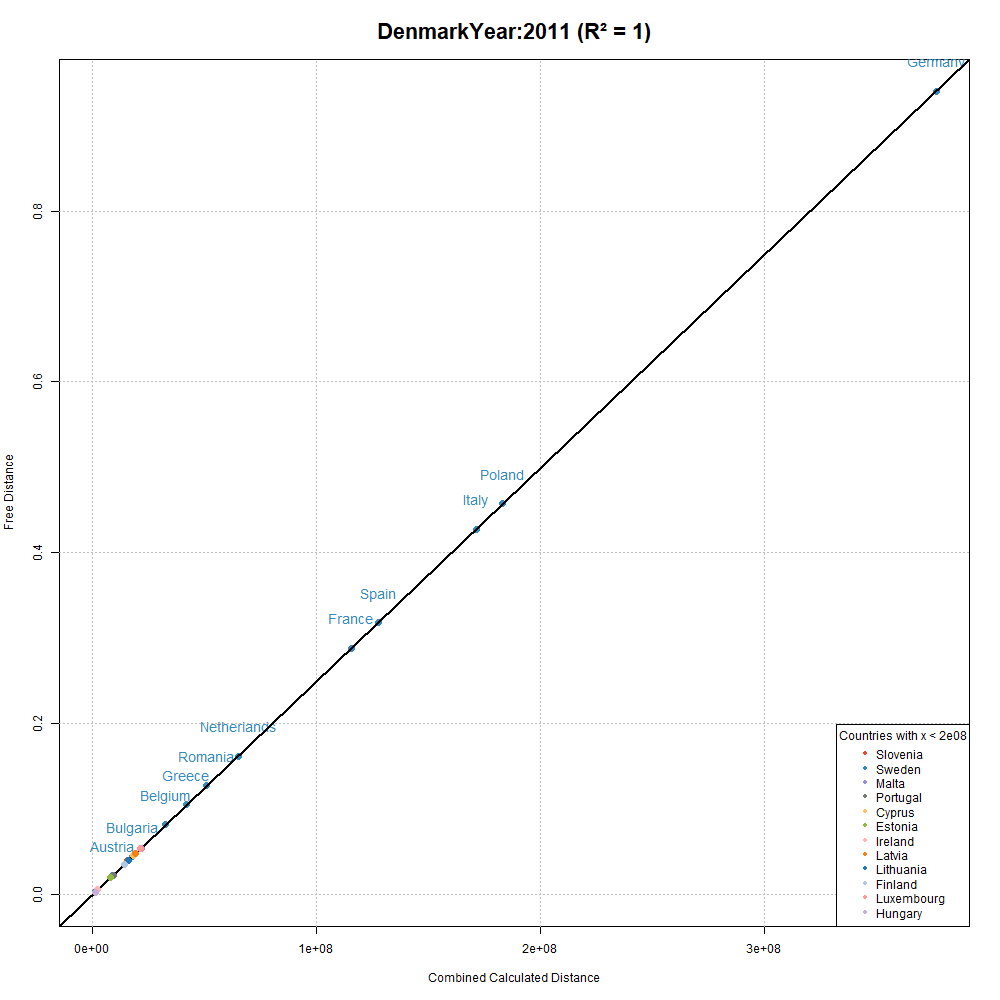 DenmarkYear:2011 (R² = 1)
Germany
0.8
0.6
Free Distance
Poland
Italy
0.4
Spain
France
0.2
Netherlands
Romania
Greece
Belgium
Bulgaria
Austria
0.0
Countries with x < 2e08
Slovenia
Sweden
Malta
Portugal
Cyprus
Estonia
Ireland
Latvia
Lithuania
Finland
Luxembourg
Hungary
0e+00 1e+08 2e+08 3e+08
Combined Calculated Distance